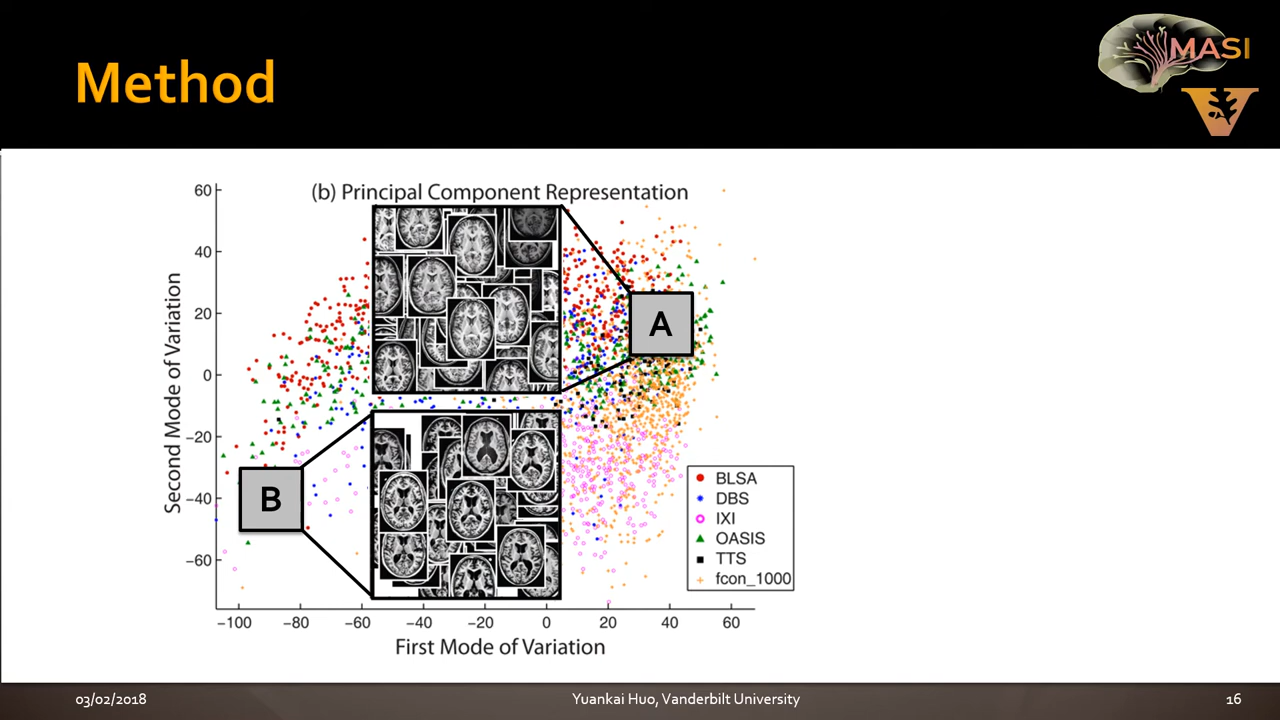 Method
MASI
V
(b) Principal Component Representation
Second Mode of Variation
60
40
20
0
−20
−40
−60
A
B
BLSA
DBS
IXI
OASIS
TTS
fcon_1000
−100 −80 −60 −40 −20 0 20 40 60
First Mode of Variation
03/02/2018
Yuankai Huo, Vanderbilt University
16